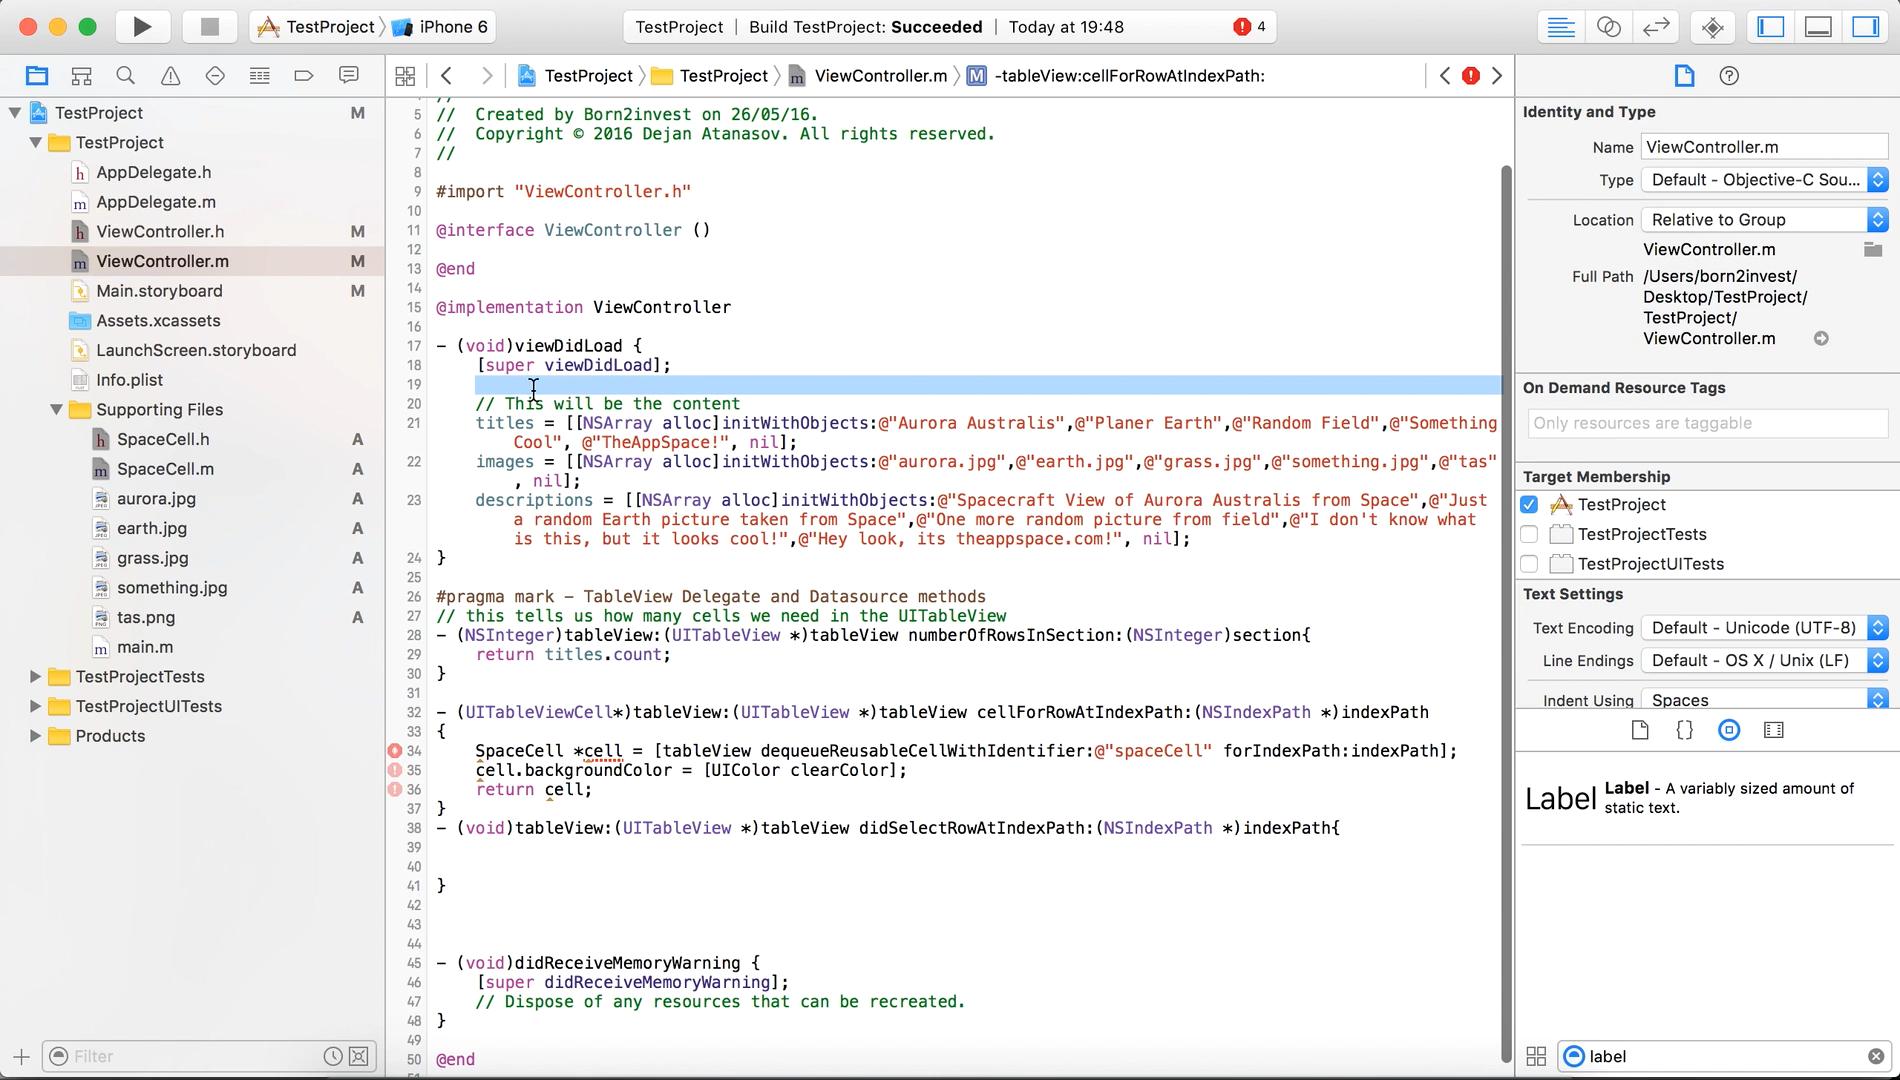 TestProject
iPhone 6
TestProject | Build TestProject: Succeeded | Today at 19:48
4
TestProject
TestProject
ViewController.m
M
-tableView:cellForRowAtIndexPath:
TestProject M
TestProject
AppDelegate.h
AppDelegate.m
ViewController.h M
ViewController.m M
Main.storyboard M
Assets.xcassets
LaunchScreen.storyboard
Info.plist
Supporting Files
SpaceCell.h A
SpaceCell.m A
aurora.jpg A
earth.jpg A
grass.jpg A
something.jpg A
tas.png A
main.m
TestProjectTests
TestProjectUITests
Products
Filter
5 // Created by Born2invest on 26/05/16.
6 // Copyright © 2016 Dejan Atanasov. All rights reserved.
7 //
8
9 #import "ViewController.h"
10
11 @interface ViewController ()
12
13 @end
14
15 @implementation ViewController
16
17 - (void)viewDidLoad {
18 [super viewDidLoad];
19
20 // This will be the content
21 titles = [[NSArray alloc]initWithObjects:@"Aurora Australis",@"Planer Earth",@"Random Field",@"Something
Cool", @"TheAppSpace!", nil];
22 images = [[NSArray alloc]initWithObjects:@"aurora.jpg",@"earth.jpg",@"grass.jpg",@"something.jpg",@"tas"
, nil];
23 descriptions = [[NSArray alloc]initWithObjects:@"Spacecraft View of Aurora Australis from Space",@"Just
a random Earth picture taken from Space",@"One more random picture from field",@"I don't know what
is this, but it looks cool!",@"Hey look, its theappspace.com!", nil];
24 }
25
26 #pragma mark - TableView Delegate and Datasource methods
27 // this tells us how many cells we need in the UITableView
28 - (NSInteger)tableView:(UITableView *)tableView numberOfRowsInSection:(NSInteger)section{
29 return titles.count;
30 }
31
32 - (UITableViewCell*)tableView:(UITableView *)tableView cellForRowAtIndexPath:(NSIndexPath *)indexPath
33 {
34 SpaceCell *cell = [tableView dequeueReusableCellWithIdentifier:@"spaceCell" forIndexPath:indexPath];
35 cell.backgroundColor = [UIColor clearColor];
36 return cell;
37 }
38 - (void)tableView:(UITableView *)tableView didSelectRowAtIndexPath:(NSIndexPath *)indexPath{
39
40
41 }
42
43
44
45 - (void)didReceiveMemoryWarning {
46 [super didReceiveMemoryWarning];
47 // Dispose of any resources that can be recreated.
48 }
49
50 @end
Identity and Type
Name ViewController.m
Type Default - Objective-C Sou...
Location Relative to Group
ViewController.m
Full Path /Users/born2invest/
Desktop/TestProject/
TestProject/
ViewController.m
On Demand Resource Tags
Only resources are taggable
Target Membership
TestProject
TestProjectTests
TestProjectUITests
Text Settings
Text Encoding Default - Unicode (UTF-8)
Line Endings Default - OS X / Unix (LF)
Indent Using Spaces
{}
Label
Label - A variably sized amount of
static text.
label